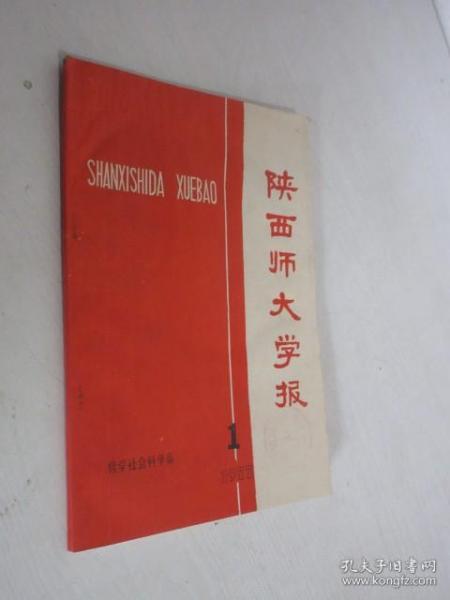 SHANXISHIDA XUEBAO
陕西师大学报
哲学社会科学版
1
孔夫子旧书网
www.kongfz.com